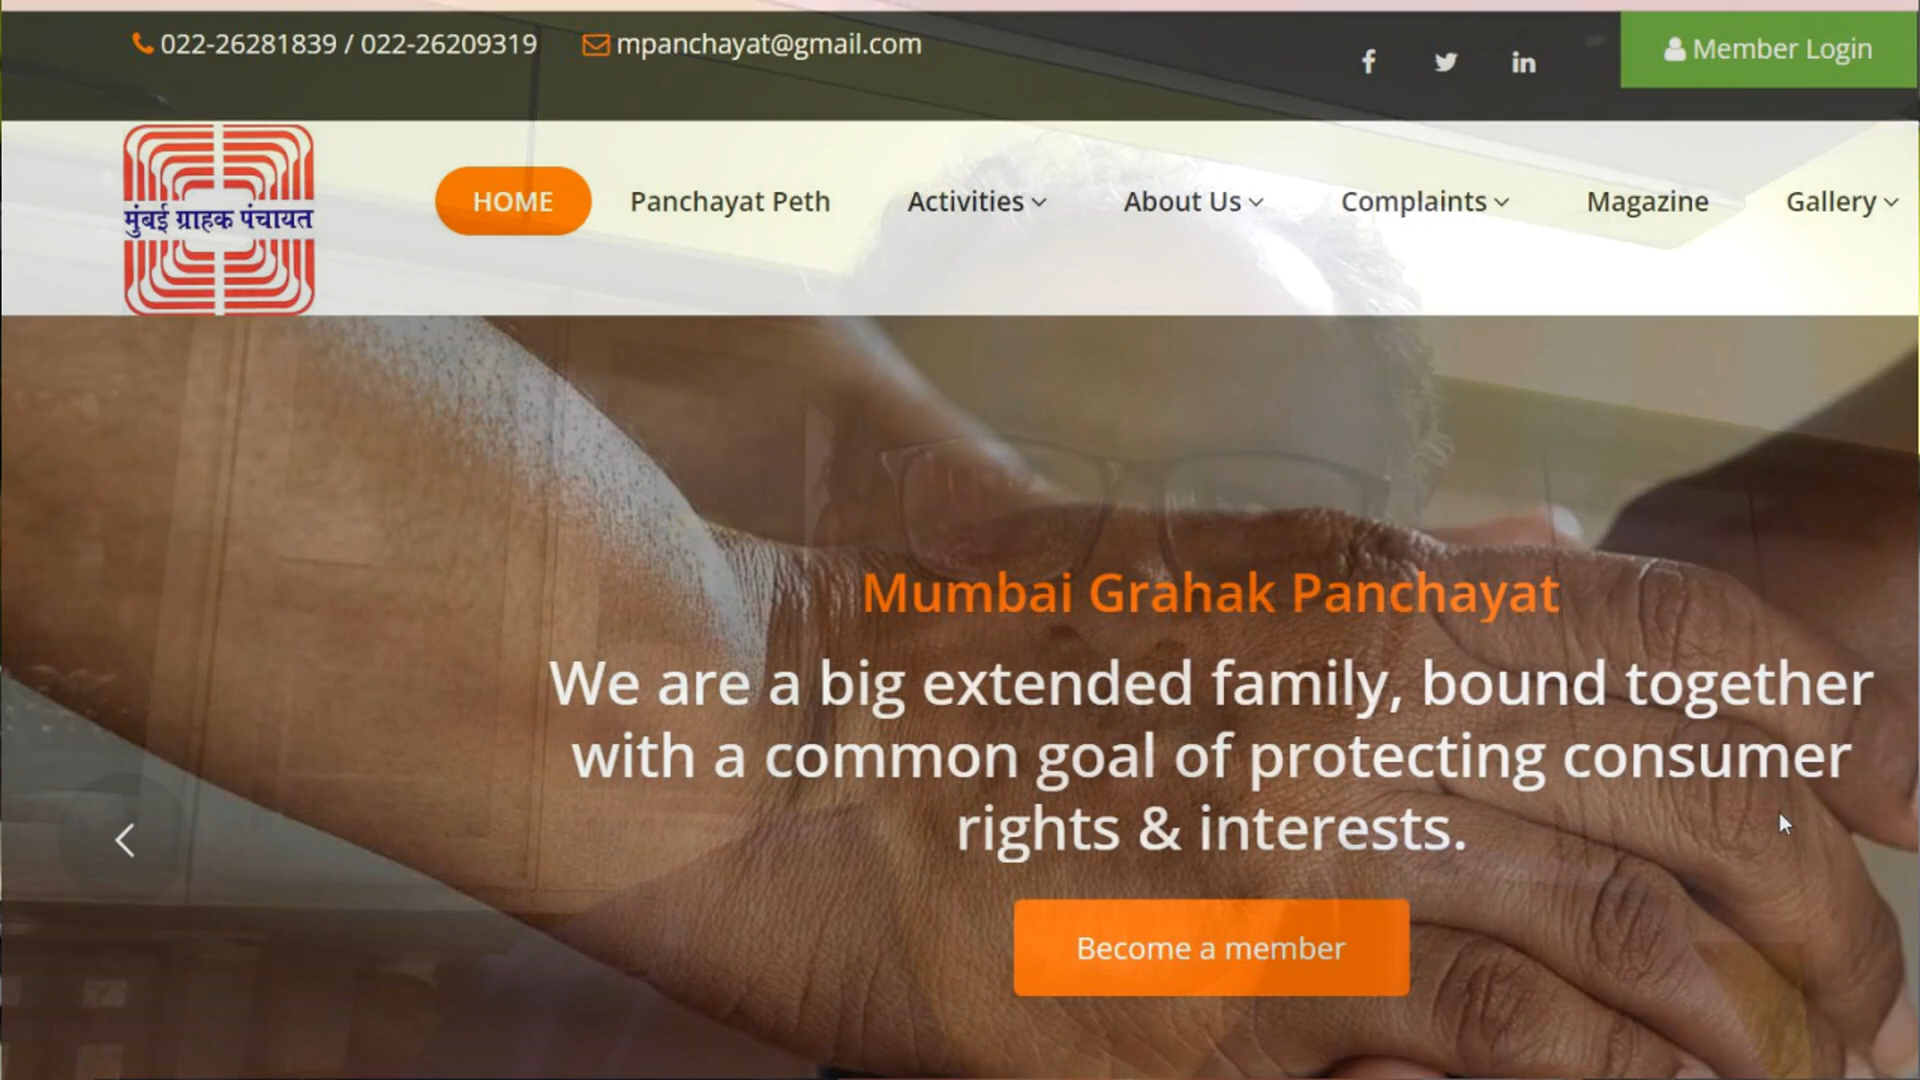 022-26281839 / 022-26209319
mpanchayat@gmail.com
Member Login
मुंबई ग्राहक पंचायत
HOME
Panchayat Peth
Activities
About Us
Complaints
Magazine
Gallery
Mumbai Grahak Panchayat
We are a big extended family, bound together
with a common goal of protecting consumer
rights & interests.
Become a member